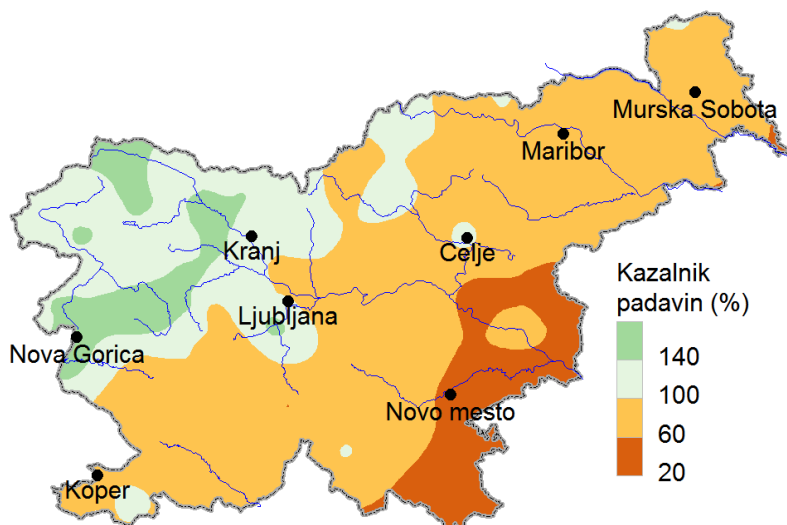 Murska Sobota
Maribor
Kranj
Celje
Ljubljana
Nova Gorica
Novo mesto
Koper
Kazalnik
padavin (%)
140
100
60
20